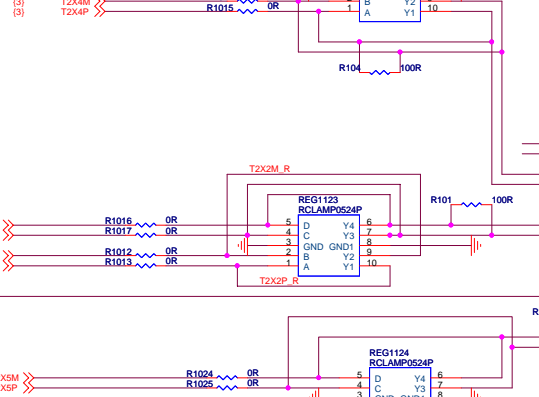 {3} T2X4M B Y2
{3} T2X4P R1015 0R 1 A Y1 10
R104 100R
T2X2M_R
REG1123 R101 100R
RCLAMP0524P
R1016 0R 5 D Y4 6
R1017 0R 4 C Y3 7
3 GND GND1 8
R1012 0R 2 B Y2 9
R1013 0R 1 A Y1 10
T2X2P_R
R
REG1124
RCLAMP0524P
X5M R1024 0R 5 D Y4 6
X5P R1025 0R 4 C Y3 7
3 GND GND1 8